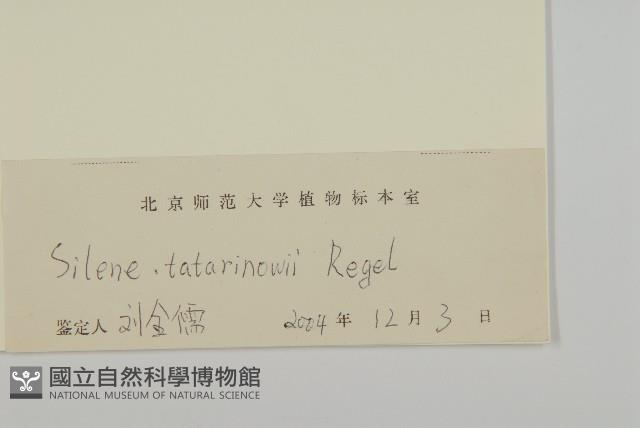 北京师范大学植物标本室
Silene. tatarinowii Regel
鉴定人 刘全儒 2004 年 12 月 3 日
國立自然科學博物館
NATIONAL MUSEUM OF NATURAL SCIENCE